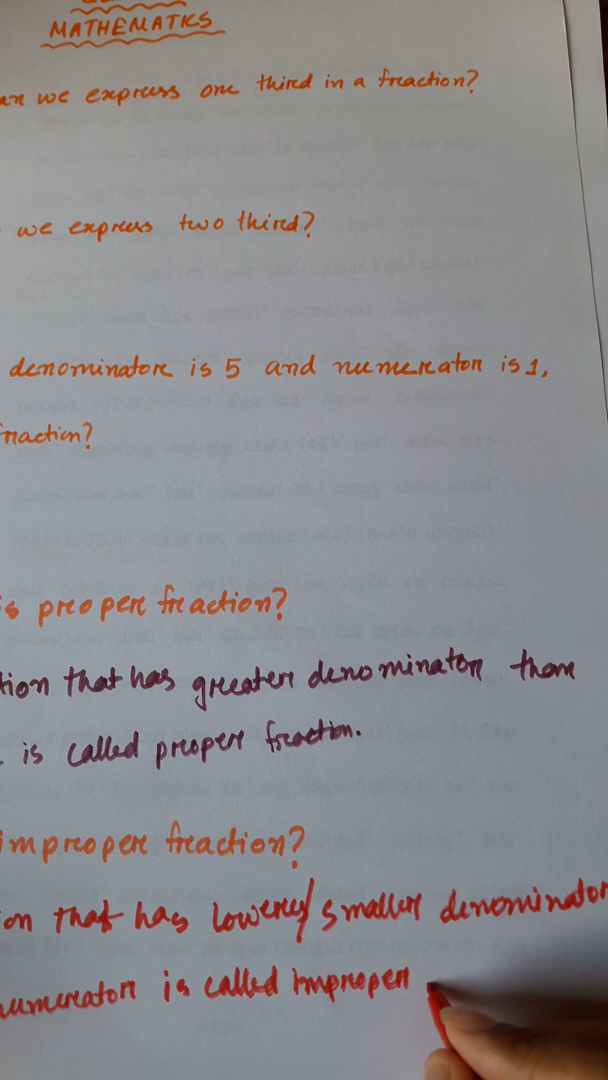 MATHEMATICS
an we express one third in a fraction?
we express two third?
denominator is 5 and numerator is 1,
fraction?
is proper fraction?
tion that has greater denominator than
is called proper fraction.
improper fraction?
on that has lower/smaller denominator
numerator is called improper